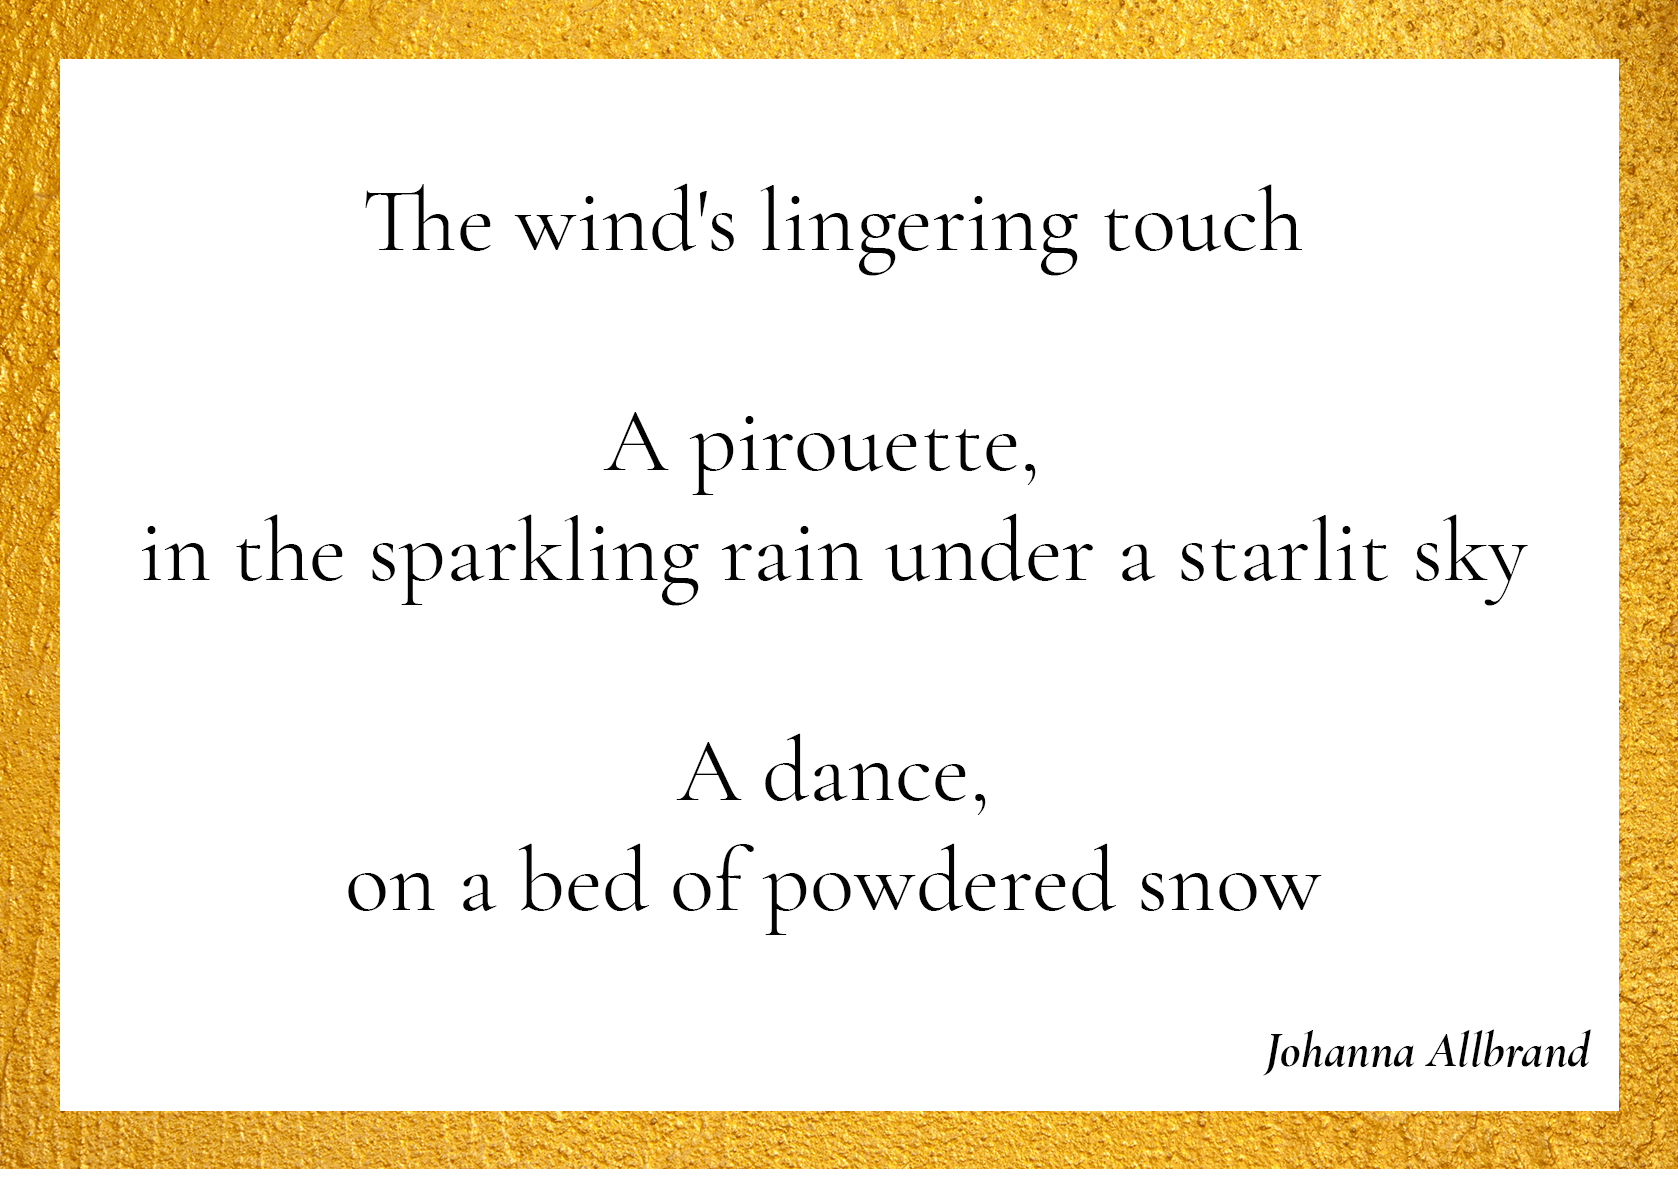 The wind's lingering touch
A pirouette,
in the sparkling rain under a starlit sky
A dance,
on a bed of powdered snow
Johanna Allbrand